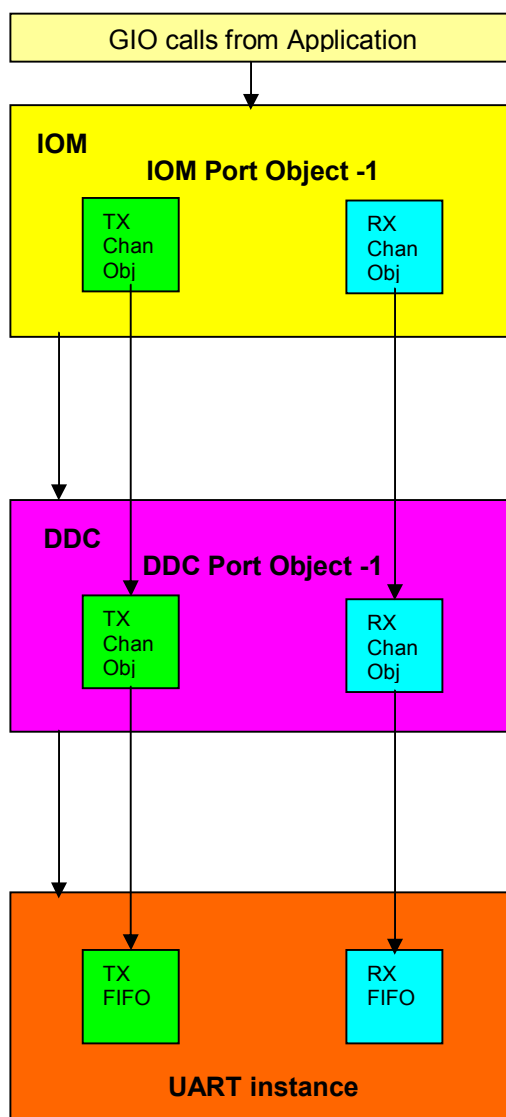 GIO calls from Application
IOM
IOM Port Object -1
TX
Chan
Obj
RX
Chan
Obj
DDC
DDC Port Object -1
TX
Chan
Obj
RX
Chan
Obj
TX
FIFO
RX
FIFO
UART instance